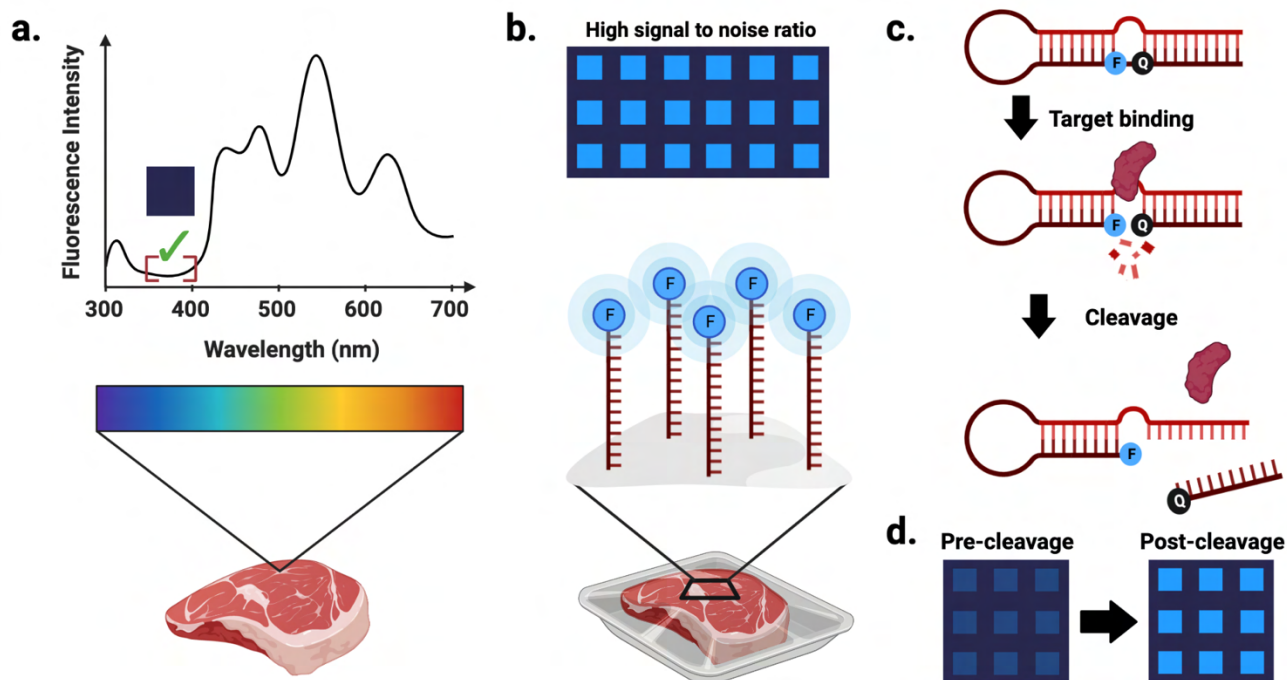 a.
Fluorescence Intensity
300 400 500 600 700
Wavelength (nm)
b.
High signal to noise ratio
F
F
F
F
F
c.
F Q
Target binding
F Q
Cleavage
F
Q
d.
Pre-cleavage
Post-cleavage